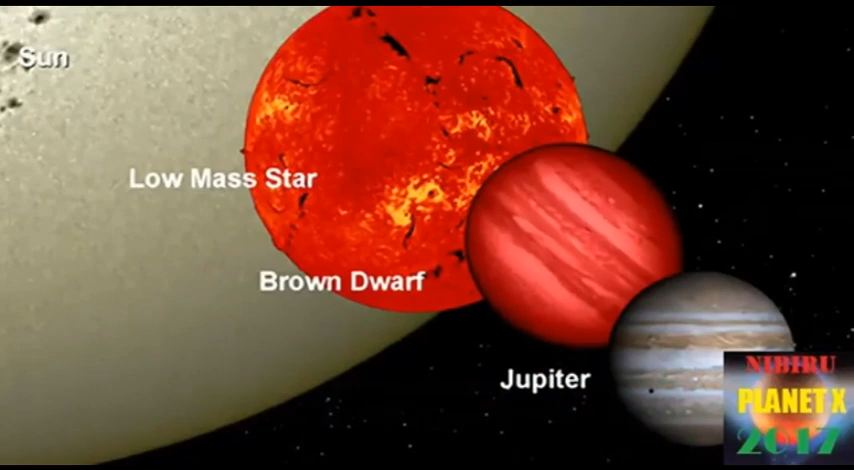 Sun
Low Mass Star
Brown Dwarf
Jupiter
NIBIRU
PLANET X
2017